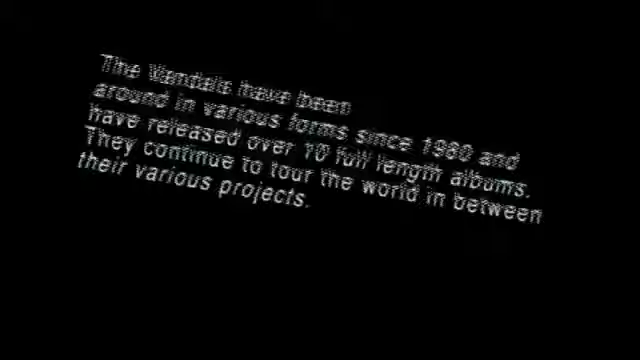 The Vandals have been
around in various forms since 1980 and
have released over 10 full length albums.
They continue to tour the world in between
their various projects.